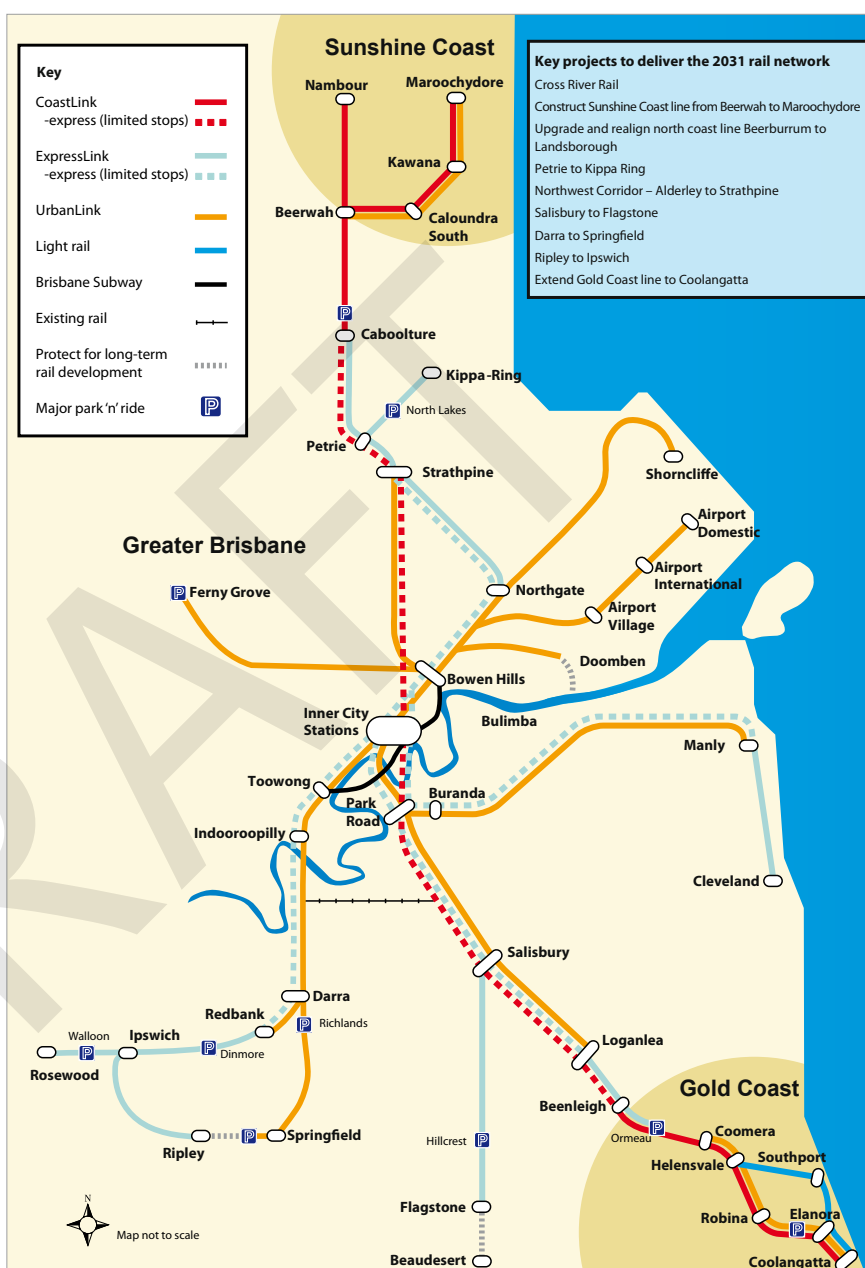 Sunshine Coast
Key
CoastLink
-express (limited stops)
ExpressLink
-express (limited stops)
UrbanLink
Light rail
Brisbane Subway
Existing rail
Protect for long-term
rail development
Major park 'n' ride
P
Key projects to deliver the 2031 rail network
Cross River Rail
Construct Sunshine Coast line from Beerwah to Maroochydore
Upgrade and realign north coast line Beerburrum to
Landsborough
Petrie to Kippa Ring
Northwest Corridor – Alderley to Strathpine
Salisbury to Flagstone
Darra to Springfield
Ripley to Ipswich
Extend Gold Coast line to Coolangatta
Nambour
Maroochydore
Kawana
Beerwah
Caloundra
South
P
Caboolture
Kippa-Ring
P
North Lakes
Petrie
Strathpine
Shorncliffe
Airport
Domestic
Greater Brisbane
Airport
International
Northgate
P
Ferny Grove
Airport
Village
Doomben
Bowen Hills
Inner City
Stations
Bulimba
Manly
Toowong
Buranda
Park
Road
Indooroopilly
Cleveland
Salisbury
Darra
Redbank
P
Richlands
Walloon
Ipswich
P
P
Dinmore
Rosewood
Loganlea
Gold Coast
Beenleigh
P
Ormeau
Coomera
P
Springfield
Ripley
Hillcrest
P
Helensvale
Southport
Flagstone
Robina
P
Elanora
N
Map not to scale
Beaudesert
Coolangatta
DRAFT